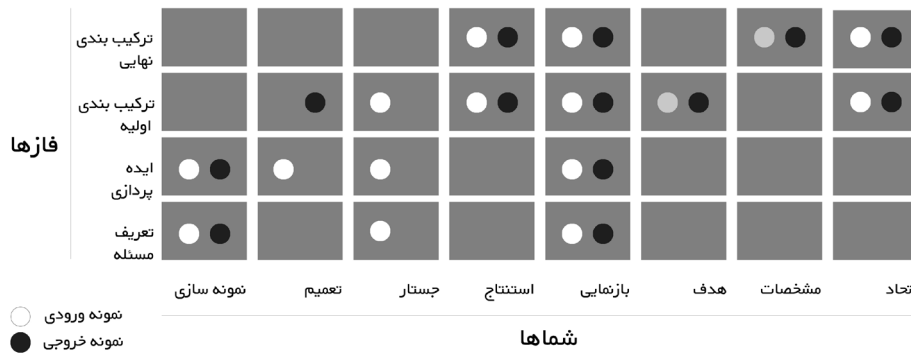 ترکیب بندی
نهایی
ترکیب بندی
اولیه
فازها
ایده
پردازی
تعریف
مسئله
تحاد
مشخصات
هدف
بازنمایی
استنتاج
جستار
تعمیم
نمونه سازی
شماها
نمونه ورودی
نمونه خروجی